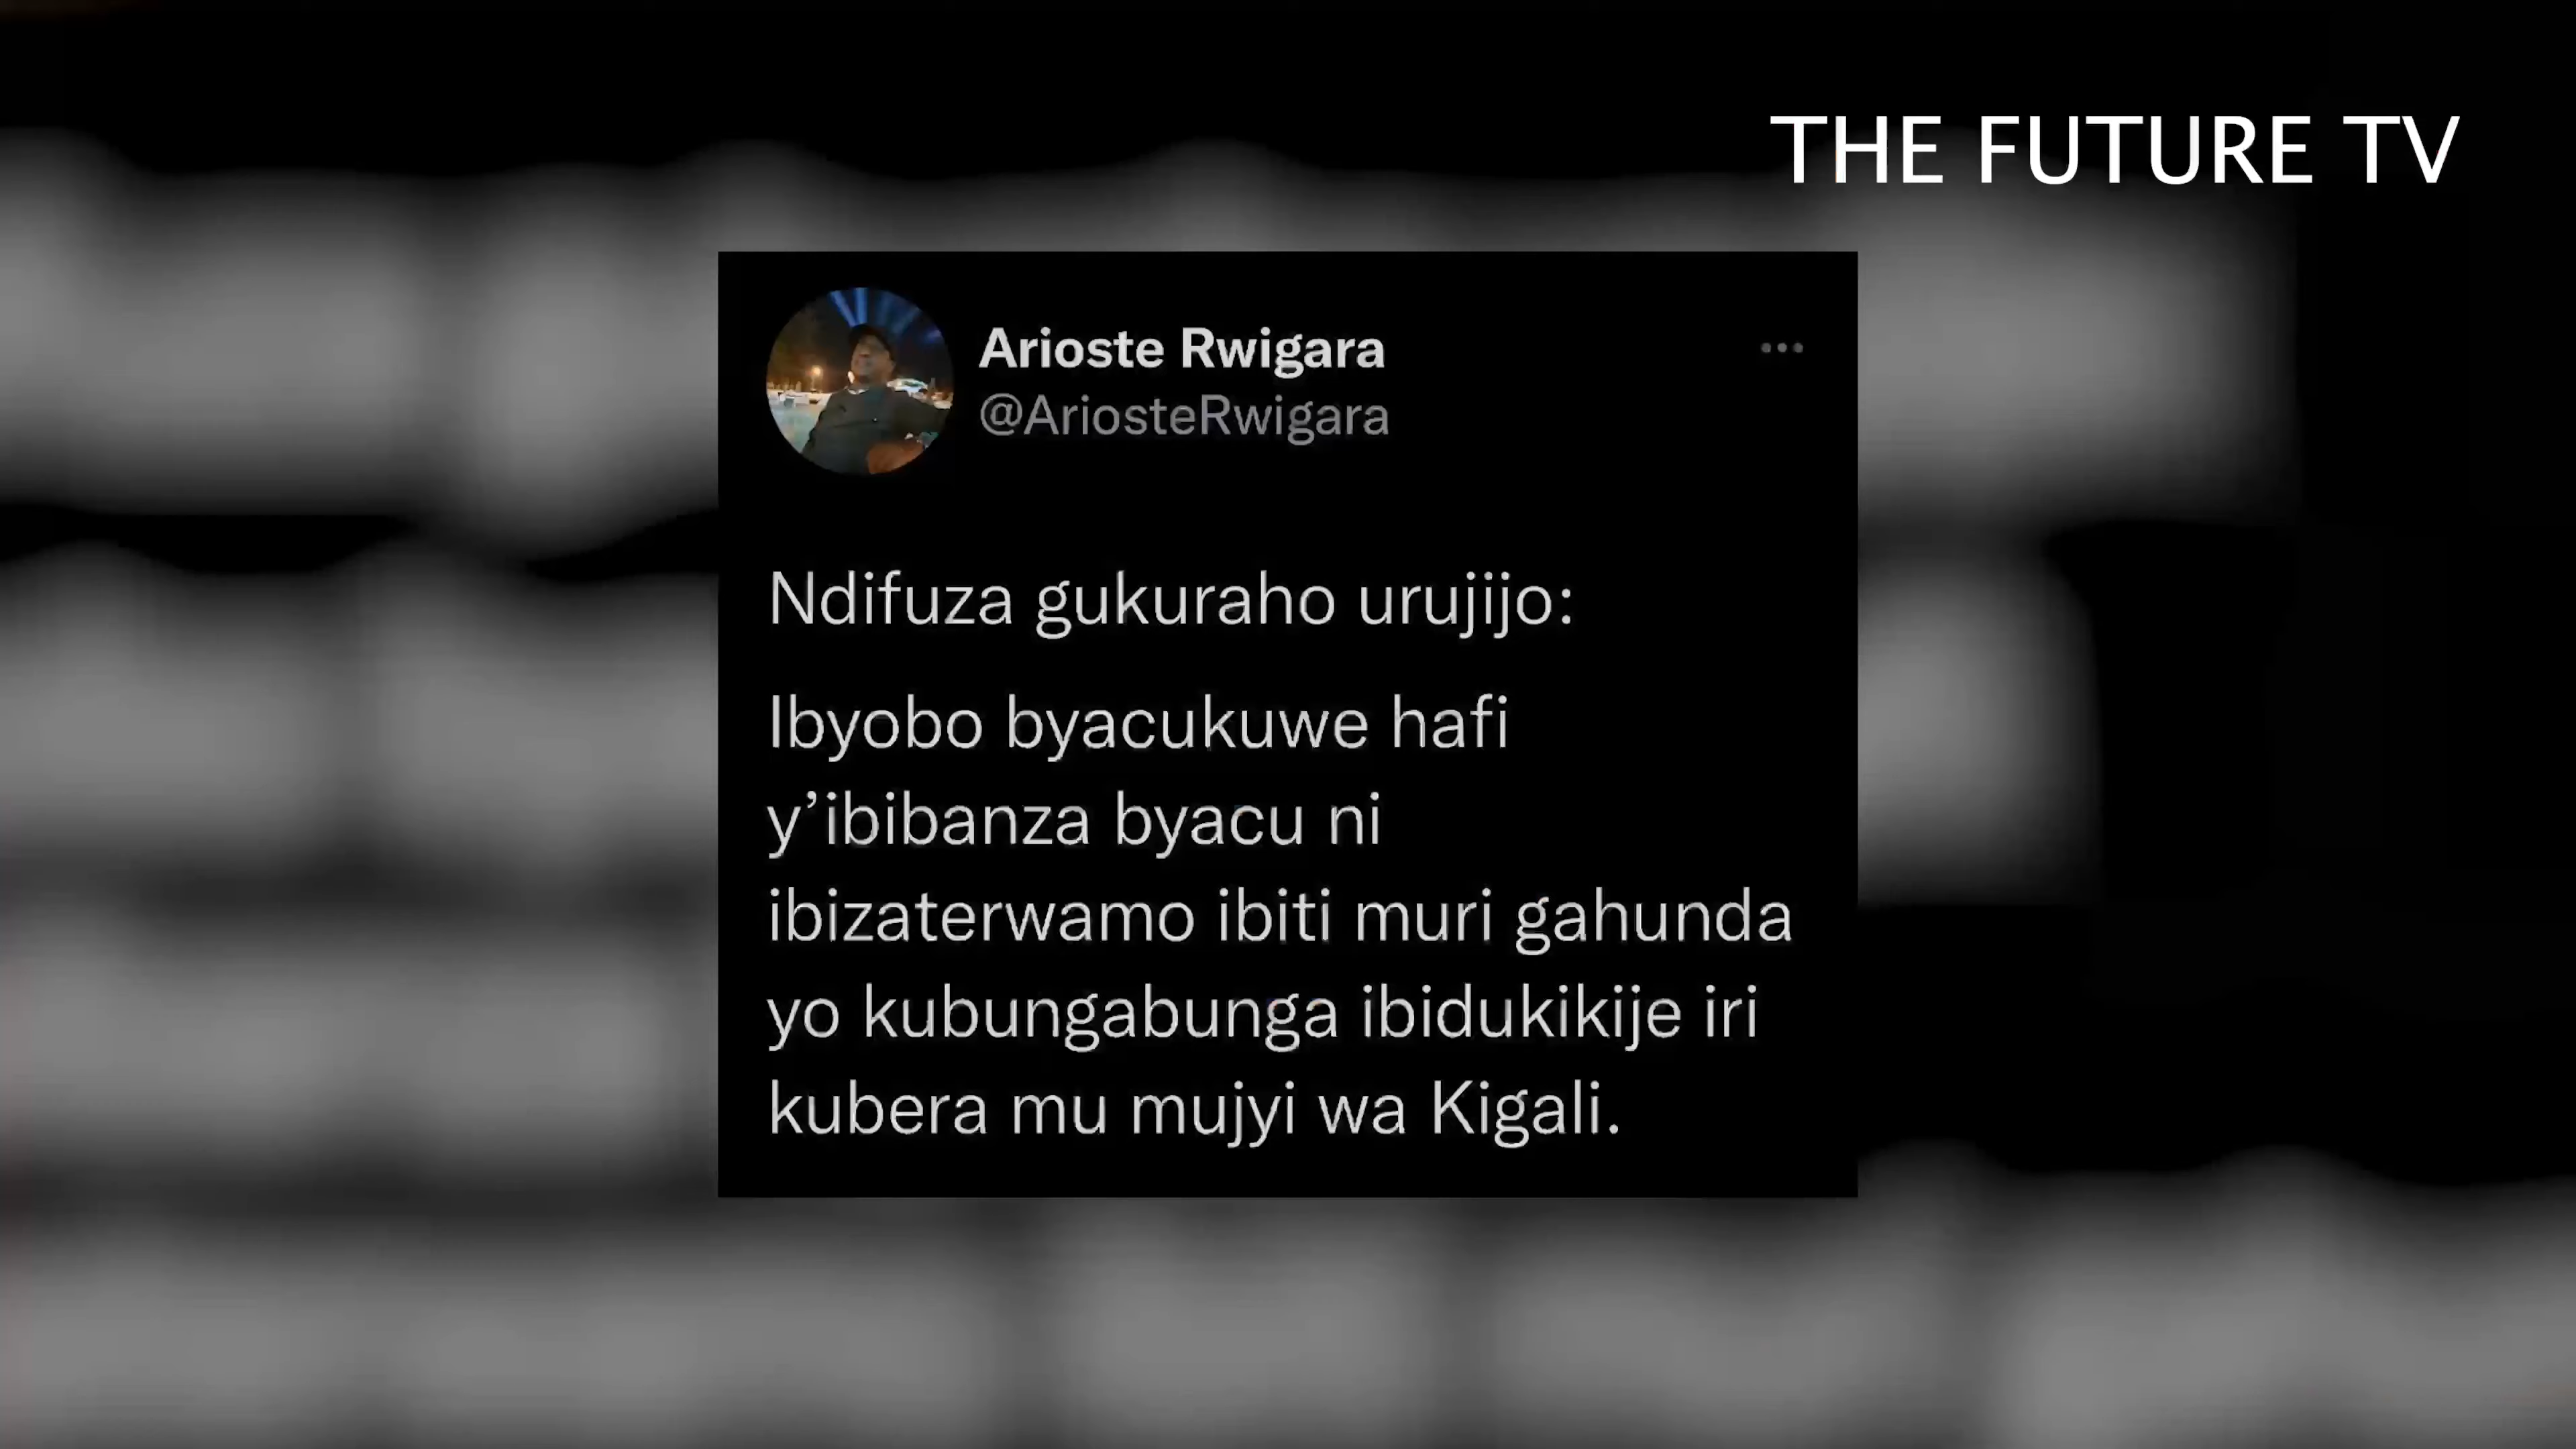 THE FUTURE TV
Arioste Rwigara
@AriosteRwigara
Ndifuza gukuraho urujijo:
Ibyobo byacukuwe hafi
y’ibibanza byacu ni
ibizaterwamo ibiti muri gahunda
yo kubungabunga ibidukikije iri
kubera mu mujyi wa Kigali.